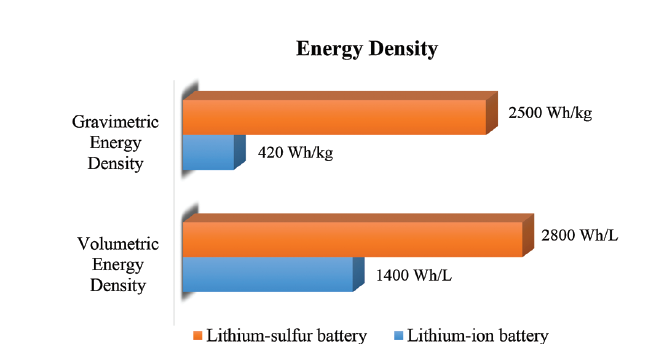 Energy Density
Gravimetric
Energy
Density
2500 Wh/kg
420 Wh/kg
Volumetric
Energy
Density
2800 Wh/L
1400 Wh/L
Lithium-sulfur battery
Lithium-ion battery